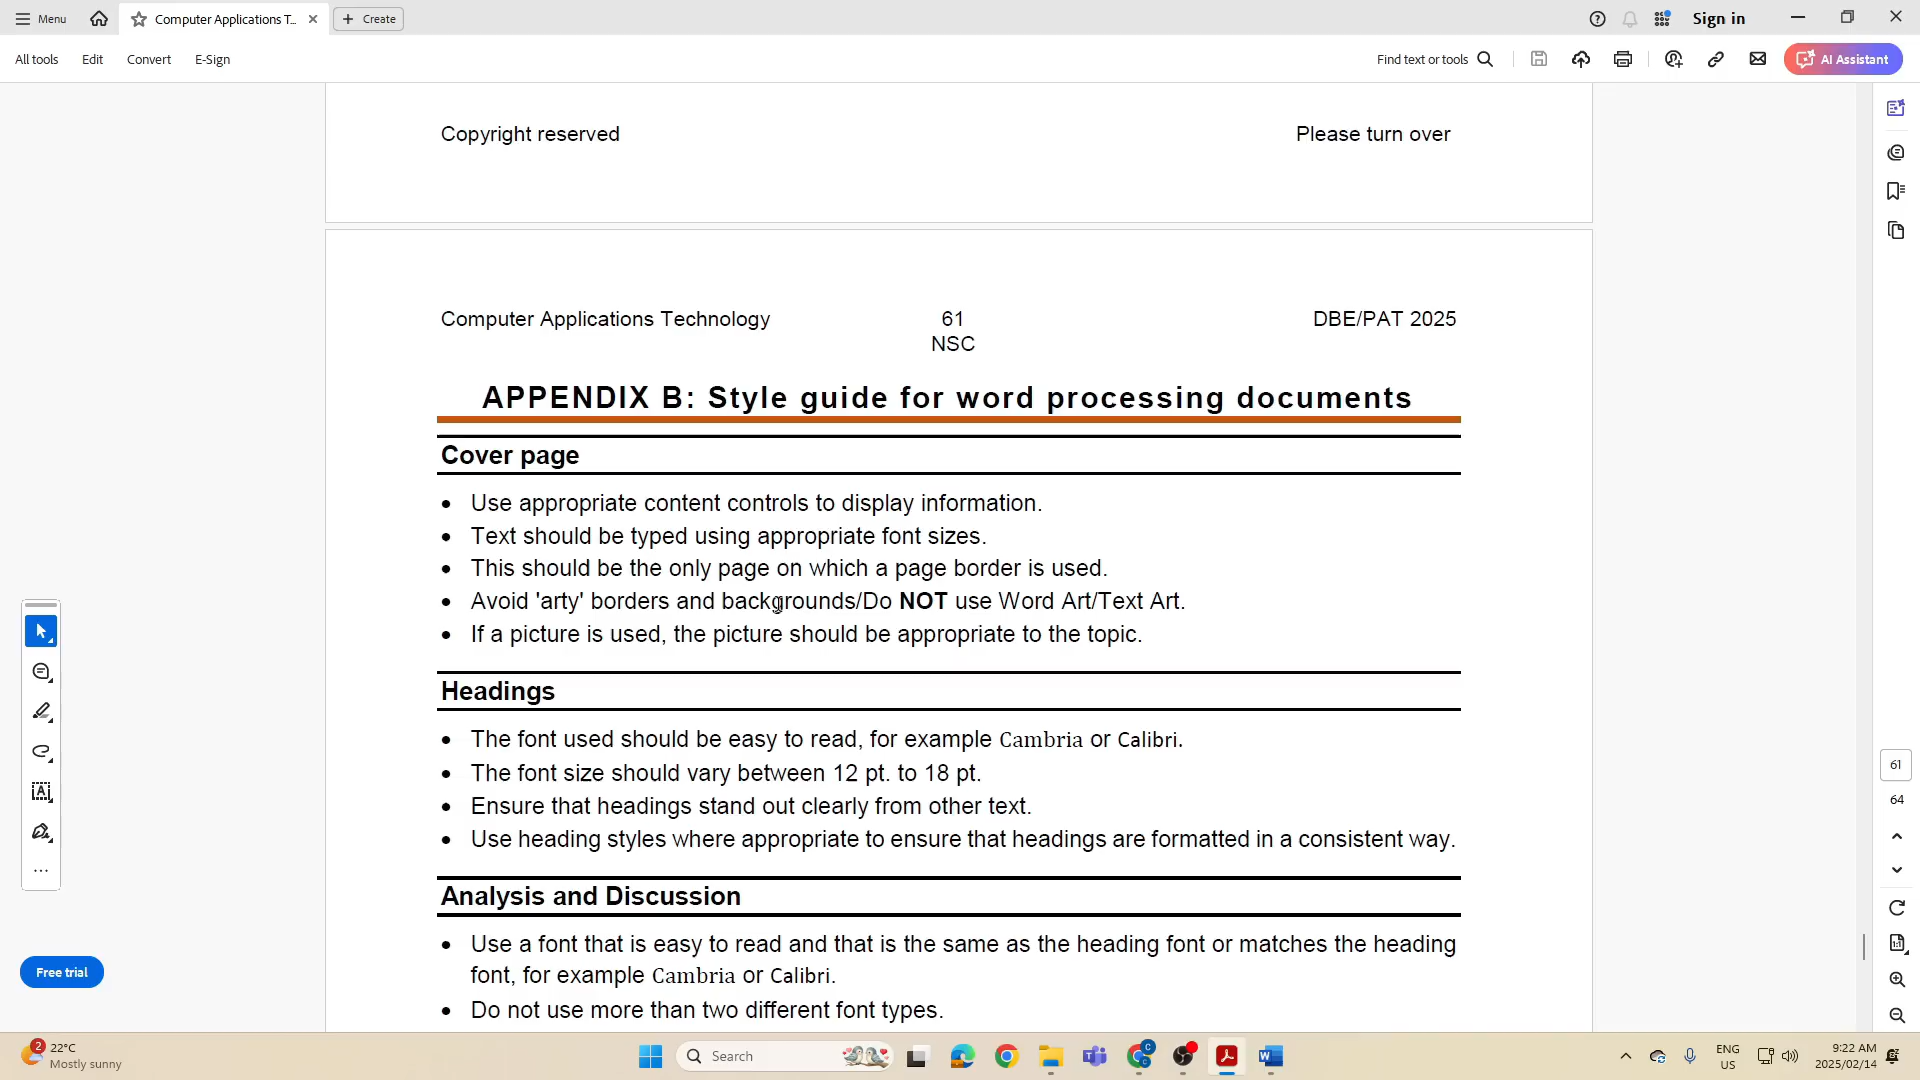 Menu
Computer Applications T...
Create
Sign in
All tools
Edit
Convert
E-Sign
Find text or tools
AI Assistant
Copyright reserved
Please turn over
Computer Applications Technology
61
DBE/PAT 2025
NSC
APPENDIX B: Style guide for word processing documents
Cover page
• Use appropriate content controls to display information.
• Text should be typed using appropriate font sizes.
• This should be the only page on which a page border is used.
• Avoid 'arty' borders and backgrounds/Do NOT use Word Art/Text Art.
• If a picture is used, the picture should be appropriate to the topic.
Headings
• The font used should be easy to read, for example Cambria or Calibri.
• The font size should vary between 12 pt. to 18 pt.
• Ensure that headings stand out clearly from other text.
• Use heading styles where appropriate to ensure that headings are formatted in a consistent way.
Analysis and Discussion
• Use a font that is easy to read and that is the same as the heading font or matches the heading
font, for example Cambria or Calibri.
• Do not use more than two different font types.
61
64
Free trial
2
22°C
Mostly sunny
Search
ENG
US
9:22 AM
2025/02/14